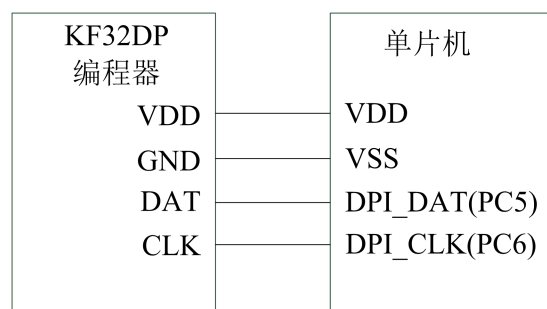 KF32DP
编程器
VDD
GND
DAT
CLK
单片机
VDD
VSS
DPI_DAT(PC5)
DPI_CLK(PC6)